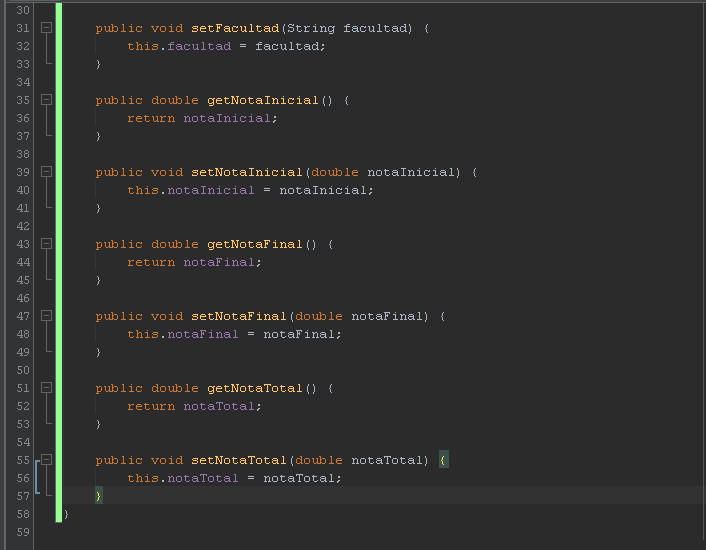 30
31 public void setFacultad(String facultad) {
32 this.facultad = facultad;
33 }
34
35 public double getNotaInicial() {
36 return notaInicial;
37 }
38
39 public void setNotaInicial(double notaInicial) {
40 this.notaInicial = notaInicial;
41 }
42
43 public double getNotaFinal() {
44 return notaFinal;
45 }
46
47 public void setNotaFinal(double notaFinal) {
48 this.notaFinal = notaFinal;
49 }
50
51 public double getNotaTotal() {
52 return notaTotal;
53 }
54
55 public void setNotaTotal(double notaTotal) {
56 this.notaTotal = notaTotal;
57 }
58 }
59